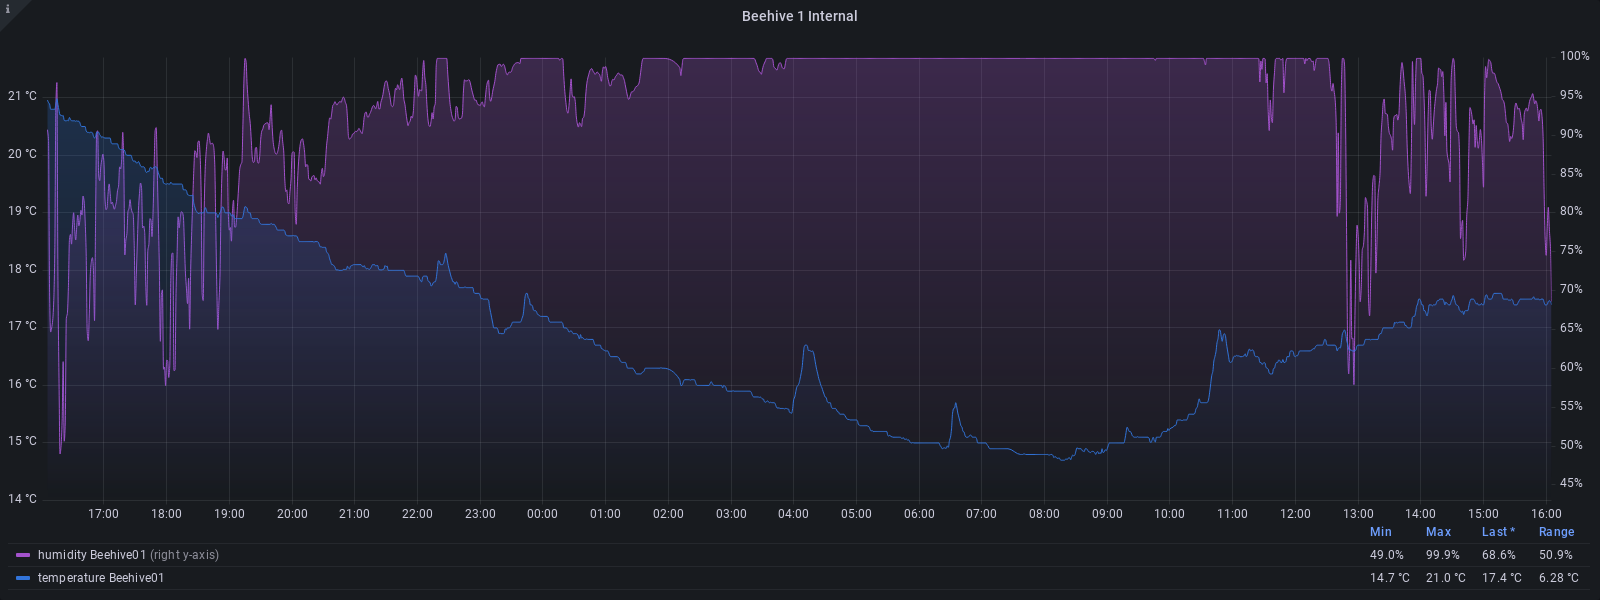 i
Beehive 1 Internal
100%
21 °C 95%
90%
20 °C 85%
19 °C 80%
75%
18 °C 70%
17 °C 65%
60%
16 °C 55%
15 °C 50%
45%
14 °C
17:00 18:00 19:00 20:00 21:00 22:00 23:00 00:00 01:00 02:00 03:00 04:00 05:00 06:00 07:00 08:00 09:00 10:00 11:00 12:00 13:00 14:00 15:00 16:00
Min Max Last * Range
humidity Beehive01 (right y-axis) 49.0% 99.9% 68.6% 50.9%
temperature Beehive01 14.7 °C 21.0 °C 17.4 °C 6.28 °C